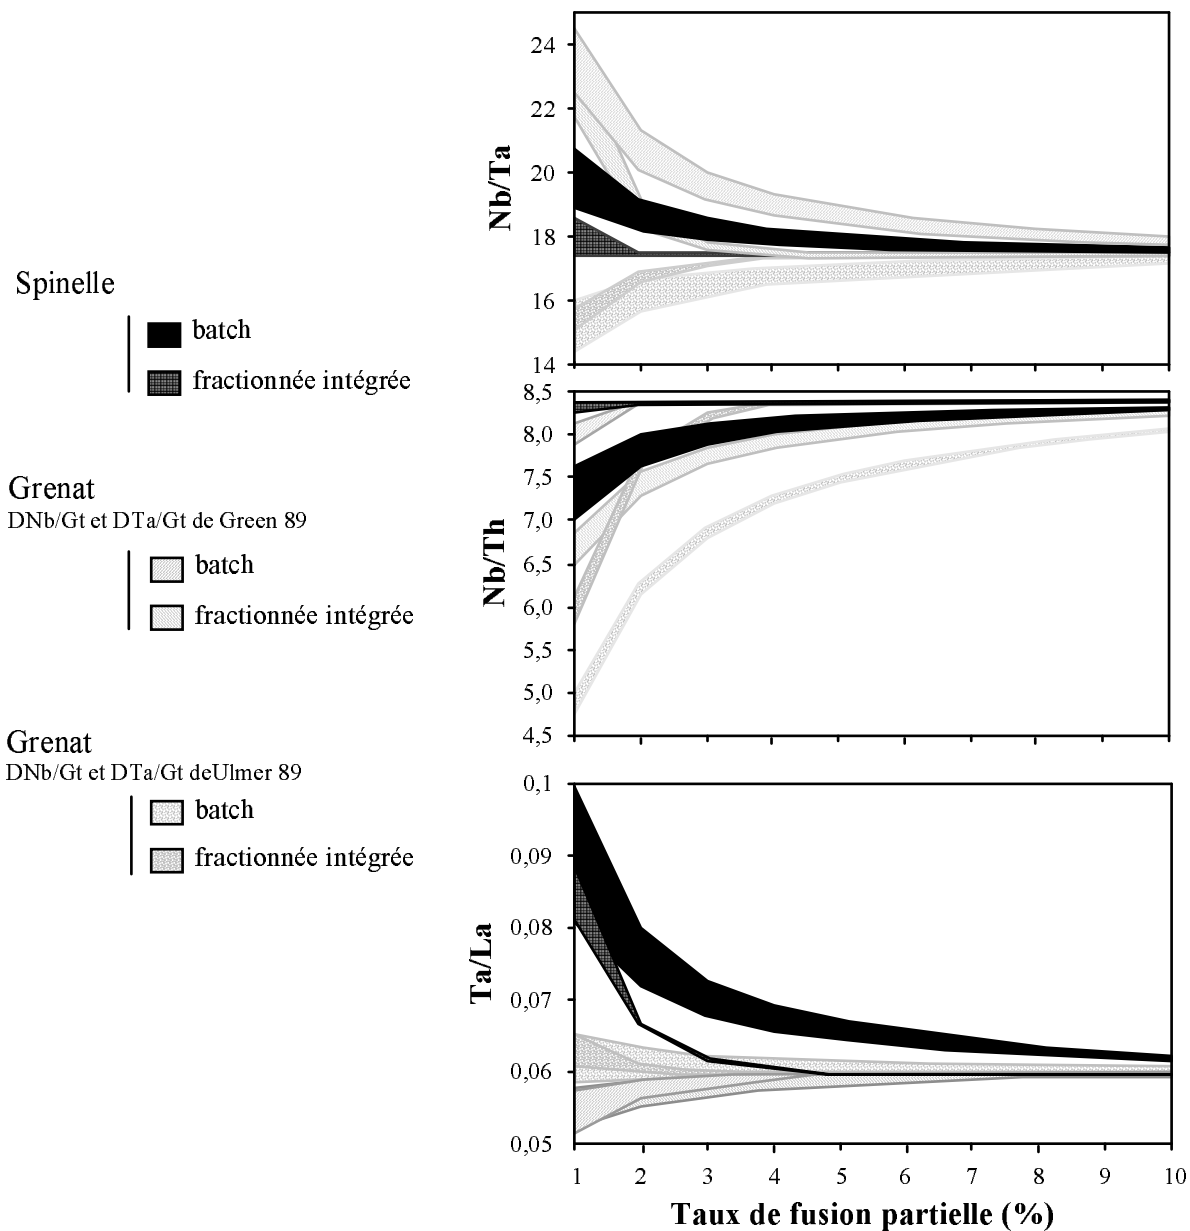 Spinelle
batch
fractionnée intégrée
Grenat
DNb/Gt et DTa/Gt de Green 89
batch
fractionnée intégrée
Grenat
DNb/Gt et DTa/Gt deUlmer 89
batch
fractionnée intégrée
Nb/Ta
24
22
20
18
16
14
Nb/Th
8,5
8,0
7,5
7,0
6,5
6,0
5,5
5,0
4,5
Ta/La
0,1
0,09
0,08
0,07
0,06
0,05
1 2 3 4 5 6 7 8 9 10
Taux de fusion partielle (%)